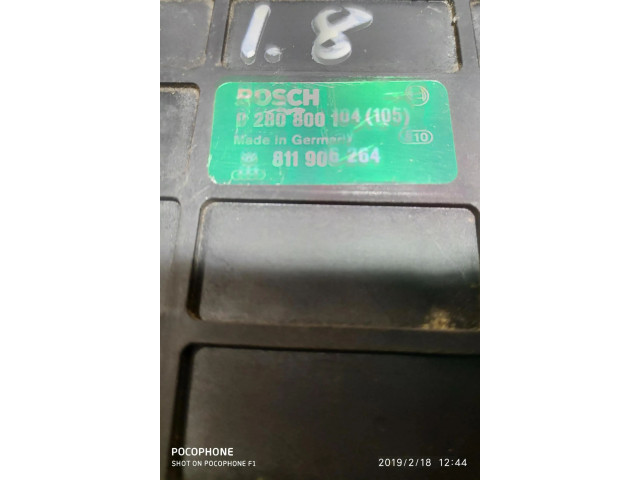 1.8
BOSCH
0 280 800 104 (105)
Made in Germany
810
811 906 264
POCOPHONE
SHOT ON POCOPHONE F1
2019/2/18 12:44